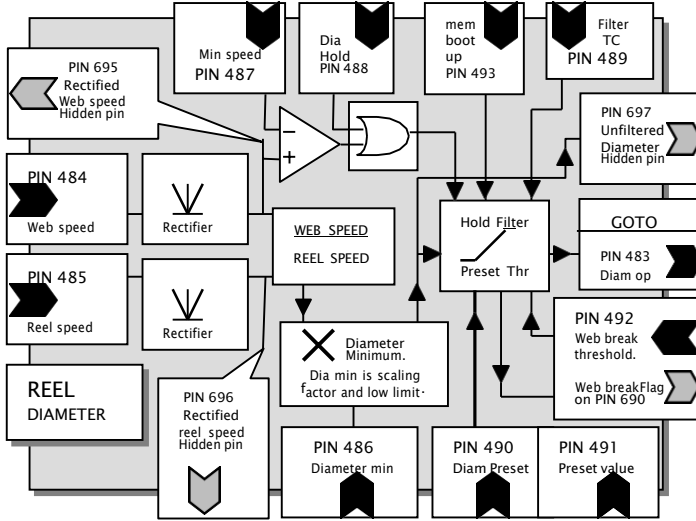 Min speed
PIN 487
Dia
Hold
PIN 488
mem
boot
up
PIN 493
Filter
TC
PIN 489
PIN 695
Rectified
Web speed
Hidden pin
PIN 697
Unfiltered
Diameter
Hidden pin
PIN 484
Web speed
Rectifier
WEB SPEED
REEL SPEED
Hold Filter
Preset Thr
GOTO
PIN 483
Diam op
PIN 485
Reel speed
Rectifier
Diameter
Minimum.
Dia min is scaling
factor and low limit.
PIN 492
Web break
threshold.
Web breakFlag
on PIN 690
REEL
DIAMETER
PIN 696
Rectified
reel speed
Hidden pin
PIN 486
Diameter min
PIN 490
Diam Preset
PIN 491
Preset value